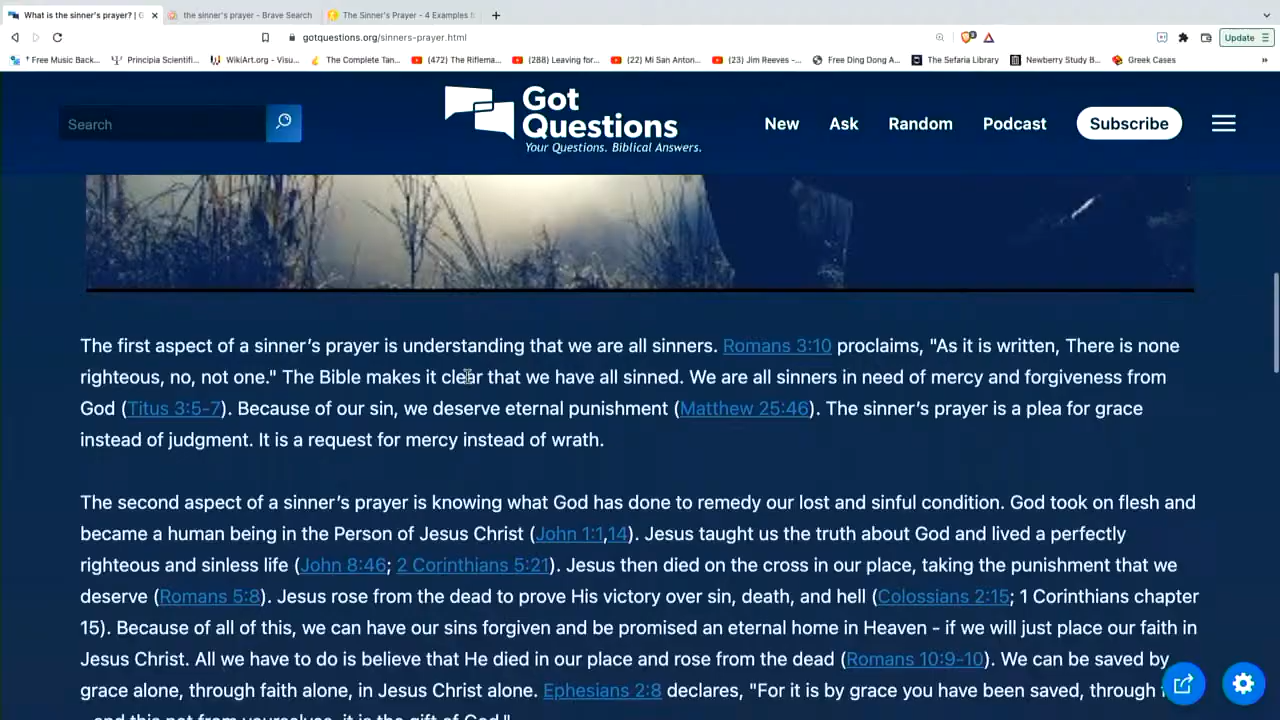 What is the sinner's prayer? | G
the sinner's prayer - Brave Search
The Sinner's Prayer - 4 Examples t
gotquestions.org/sinners-prayer.html
Update
† Free Music Back...
Principia Scientifi...
WikiArt.org - Visu...
The Complete Tan...
(472) The Riflema...
(288) Leaving for...
(22) Mi San Anton...
(23) Jim Reeves -...
Free Ding Dong A...
The Sefaria Library
Newberry Study B...
Greek Cases
Search
Got
Questions
Your Questions. Biblical Answers.
New Ask Random Podcast Subscribe
The first aspect of a sinner’s prayer is understanding that we are all sinners. Romans 3:10 proclaims, "As it is written, There is none
righteous, no, not one." The Bible makes it clear that we have all sinned. We are all sinners in need of mercy and forgiveness from
God (Titus 3:5-7). Because of our sin, we deserve eternal punishment (Matthew 25:46). The sinner’s prayer is a plea for grace
instead of judgment. It is a request for mercy instead of wrath.
The second aspect of a sinner’s prayer is knowing what God has done to remedy our lost and sinful condition. God took on flesh and
became a human being in the Person of Jesus Christ (John 1:1,14). Jesus taught us the truth about God and lived a perfectly
righteous and sinless life (John 8:46; 2 Corinthians 5:21). Jesus then died on the cross in our place, taking the punishment that we
deserve (Romans 5:8). Jesus rose from the dead to prove His victory over sin, death, and hell (Colossians 2:15; 1 Corinthians chapter
15). Because of all of this, we can have our sins forgiven and be promised an eternal home in Heaven - if we will just place our faith in
Jesus Christ. All we have to do is believe that He died in our place and rose from the dead (Romans 10:9-10). We can be saved by
grace alone, through faith alone, in Jesus Christ alone. Ephesians 2:8 declares, "For it is by grace you have been saved, through
and this not from yourselves, it is the gift of God."